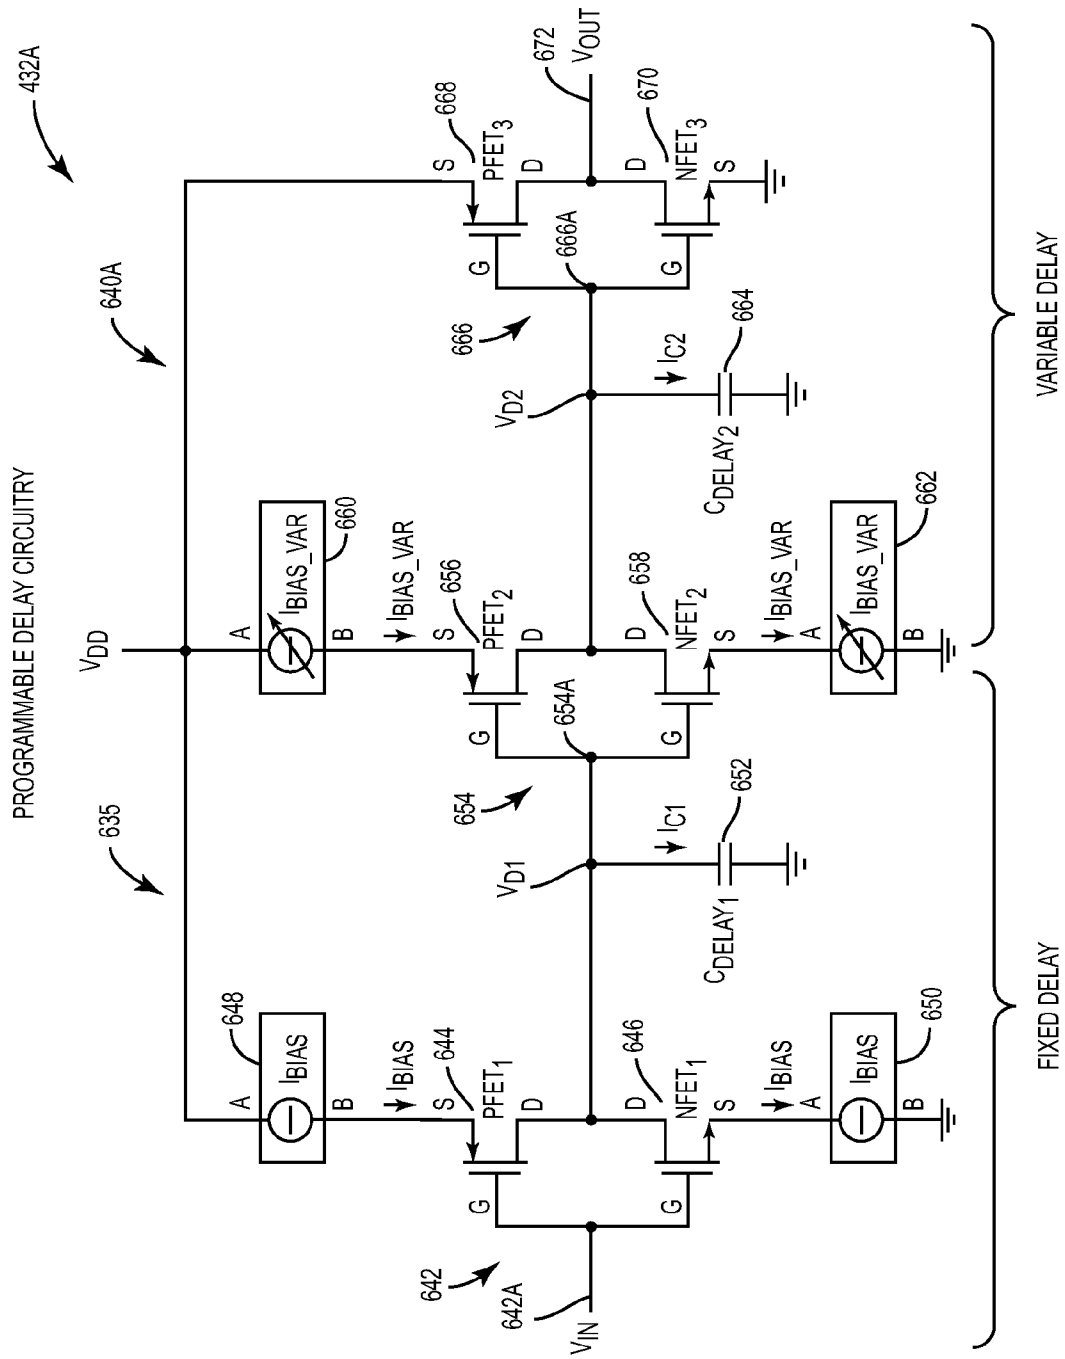 PROGRAMMABLE DELAY CIRCUITRY
432A
VDD
635
640A
648
A
IBIAS
B
IBIAS
A
IBIAS_VAR
660
B
IBIAS_VAR
642
642A
VIN
G
S
644
PFET1
D
G
D
646
NFET1
S
IBIAS
A
IBIAS
650
B
VD1
IC1
652
CDELAY1
654
654A
G
S
656
PFET2
D
G
D
658
NFET2
S
IBIAS_VAR
A
IBIAS_VAR
662
B
VD2
IC2
664
CDELAY2
666
666A
G
S
668
PFET3
D
G
D
670
NFET3
S
672
VOUT
FIXED DELAY
VARIABLE DELAY